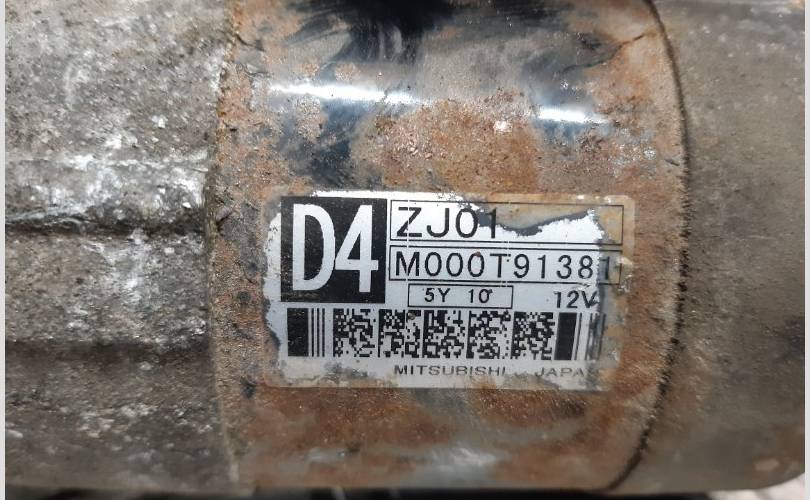 D4
ZJ01
M000T91381
5Y 10
12V
MITSUBISHI JAPAN